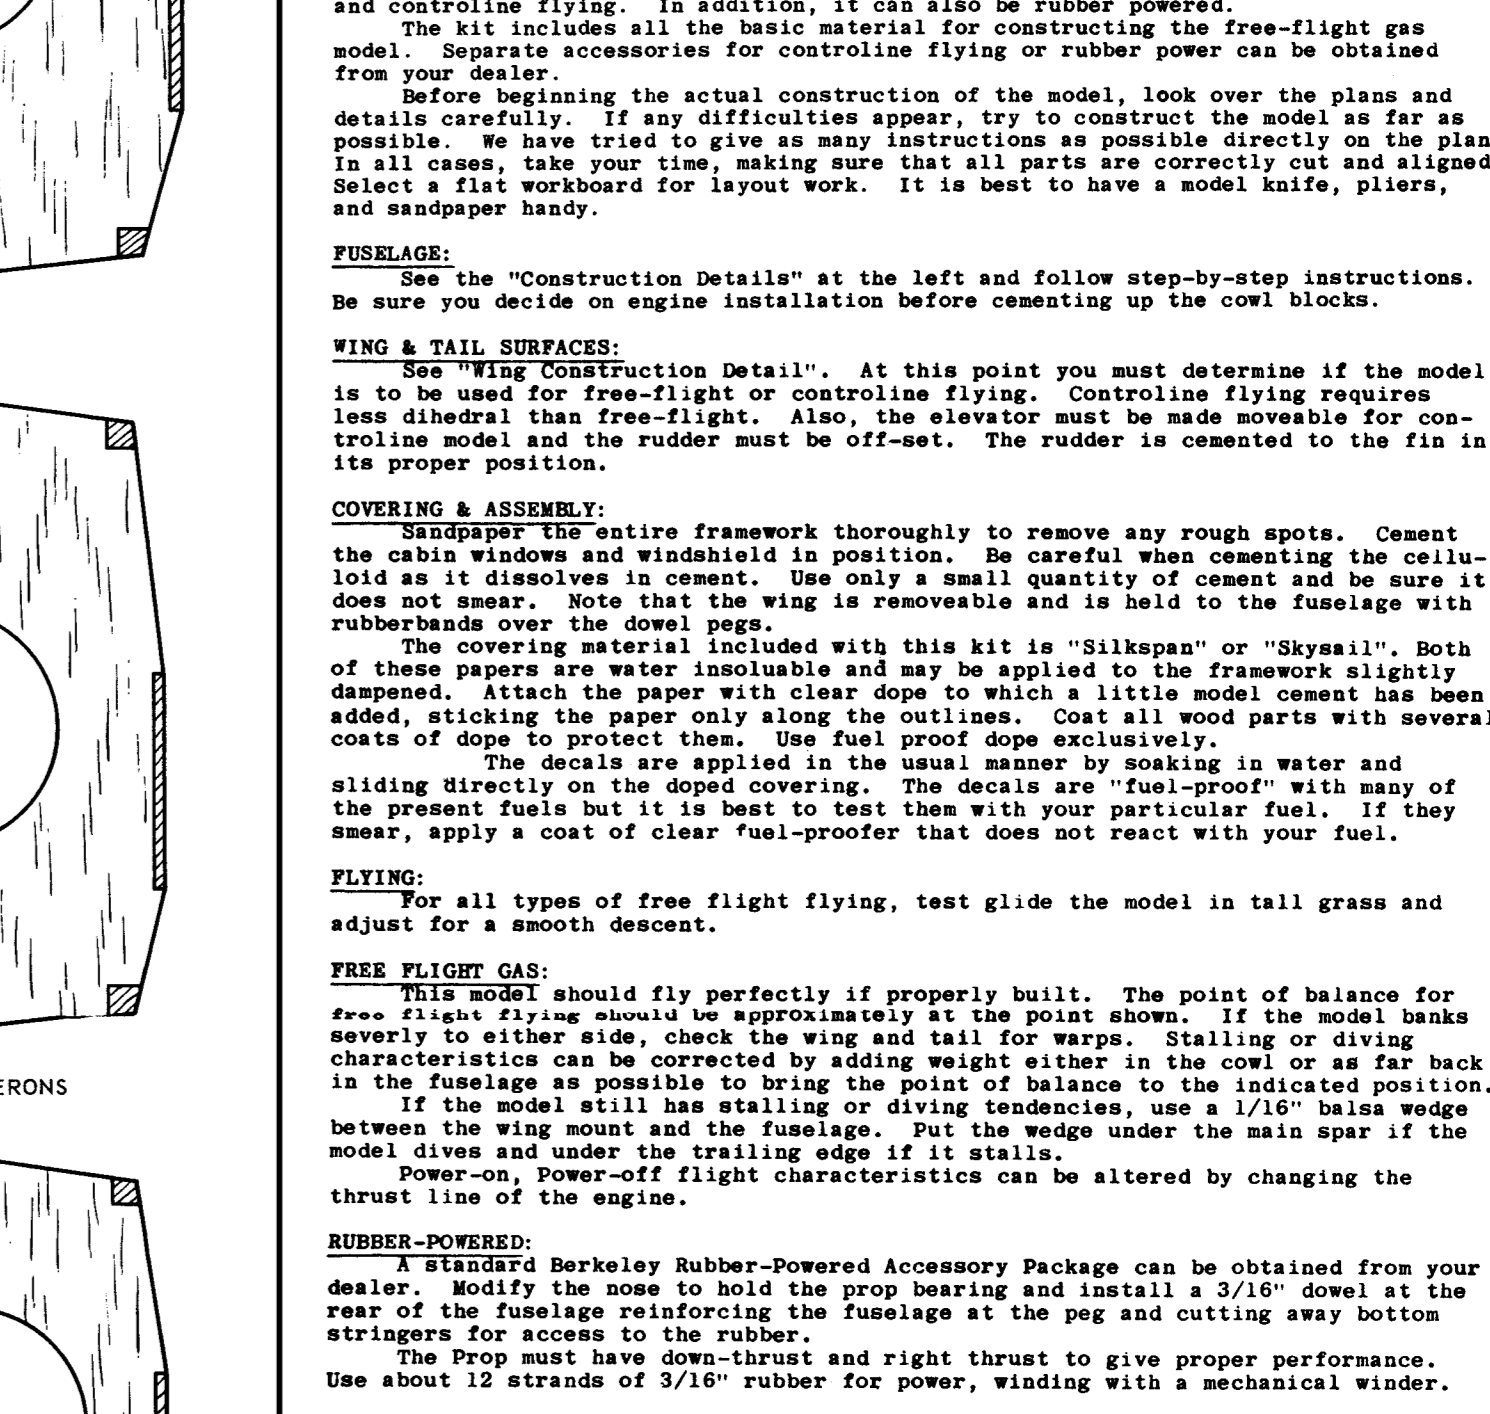 and controline flying. In addition, it can also be rubber powered.
The kit includes all the basic material for constructing the free-flight gas
model. Separate accessories for controline flying or rubber power can be obtained
from your dealer.
Before beginning the actual construction of the model, look over the plans and
details carefully. If any difficulties appear, try to construct the model as far as
possible. We have tried to give as many instructions as possible directly on the plan
In all cases, take your time, making sure that all parts are correctly cut and aligned
Select a flat workboard for layout work. It is best to have a model knife, pliers,
and sandpaper handy.
FUSELAGE:
See the "Construction Details" at the left and follow step-by-step instructions.
Be sure you decide on engine installation before cementing up the cowl blocks.
WING & TAIL SURFACES:
See "Wing Construction Detail". At this point you must determine if the model
is to be used for free-flight or controline flying. Controline flying requires
less dihedral than free-flight. Also, the elevator must be made moveable for con-
troline model and the rudder must be off-set. The rudder is cemented to the fin in
its proper position.
COVERING & ASSEMBLY:
Sandpaper the entire framework thoroughly to remove any rough spots. Cement
the cabin windows and windshield in position. Be careful when cementing the cellu-
loid as it dissolves in cement. Use only a small quantity of cement and be sure it
does not smear. Note that the wing is removeable and is held to the fuselage with
rubberbands over the dowel pegs.
The covering material included with this kit is "Silkspan" or "Skysail". Both
of these papers are water insoluable and may be applied to the framework slightly
dampened. Attach the paper with clear dope to which a little model cement has been
added, sticking the paper only along the outlines. Coat all wood parts with several
coats of dope to protect them. Use fuel proof dope exclusively.
The decals are applied in the usual manner by soaking in water and
sliding directly on the doped covering. The decals are "fuel-proof" with many of
the present fuels but it is best to test them with your particular fuel. If they
smear, apply a coat of clear fuel-proofer that does not react with your fuel.
FLYING:
For all types of free flight flying, test glide the model in tall grass and
adjust for a smooth descent.
FREE FLIGHT GAS:
This model should fly perfectly if properly built. The point of balance for
free flight flying should be approximately at the point shown. If the model banks
severly to either side, check the wing and tail for warps. Stalling or diving
characteristics can be corrected by adding weight either in the cowl or as far back
in the fuselage as possible to bring the point of balance to the indicated position.
If the model still has stalling or diving tendencies, use a 1/16" balsa wedge
between the wing mount and the fuselage. Put the wedge under the main spar if the
model dives and under the trailing edge if it stalls.
Power-on, Power-off flight characteristics can be altered by changing the
thrust line of the engine.
RUBBER-POWERED:
A standard Berkeley Rubber-Powered Accessory Package can be obtained from your
dealer. Modify the nose to hold the prop bearing and install a 3/16" dowel at the
rear of the fuselage reinforcing the fuselage at the peg and cutting away bottom
stringers for access to the rubber.
The Prop must have down-thrust and right thrust to give proper performance.
Use about 12 strands of 3/16" rubber for power, winding with a mechanical winder.
ERONS